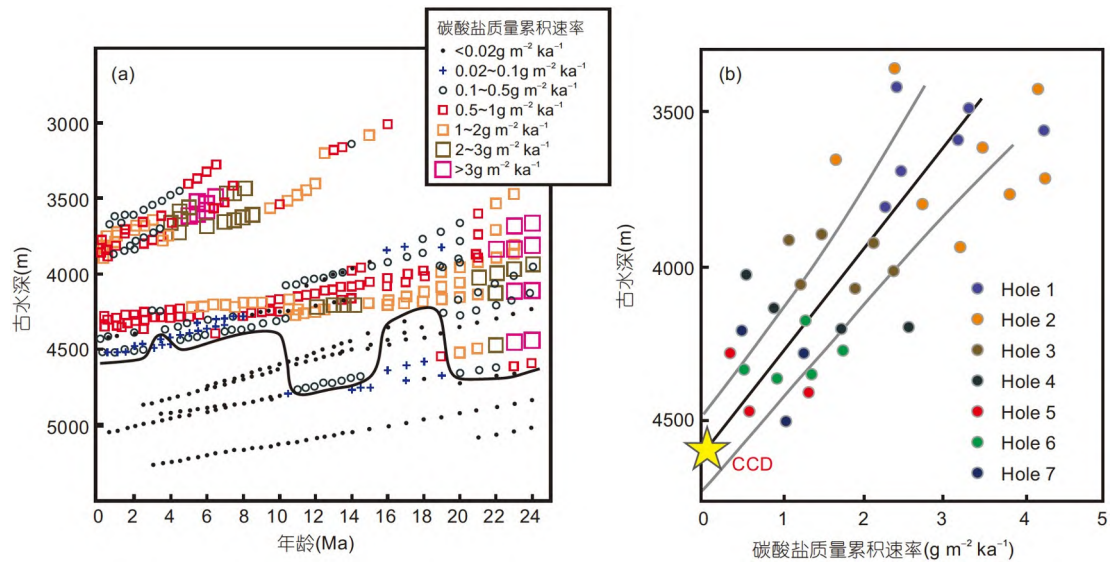 碳酸盐质量累积速率
<0.02g m⁻² ka⁻¹
0.02~0.1g m⁻² ka⁻¹
0.1~0.5g m⁻² ka⁻¹
0.5~1g m⁻² ka⁻¹
1~2g m⁻² ka⁻¹
2~3g m⁻² ka⁻¹
>3g m⁻² ka⁻¹
(a)
3000
3500
4000
4500
5000
古水深(m)
0 2 4 6 8 10 12 14 16 18 20 22 24
年龄(Ma)
(b)
3500
4000
4500
古水深(m)
Hole 1
Hole 2
Hole 3
Hole 4
Hole 5
Hole 6
Hole 7
CCD
0 1 2 3 4 5
碳酸盐质量累积速率(g m⁻² ka⁻¹)